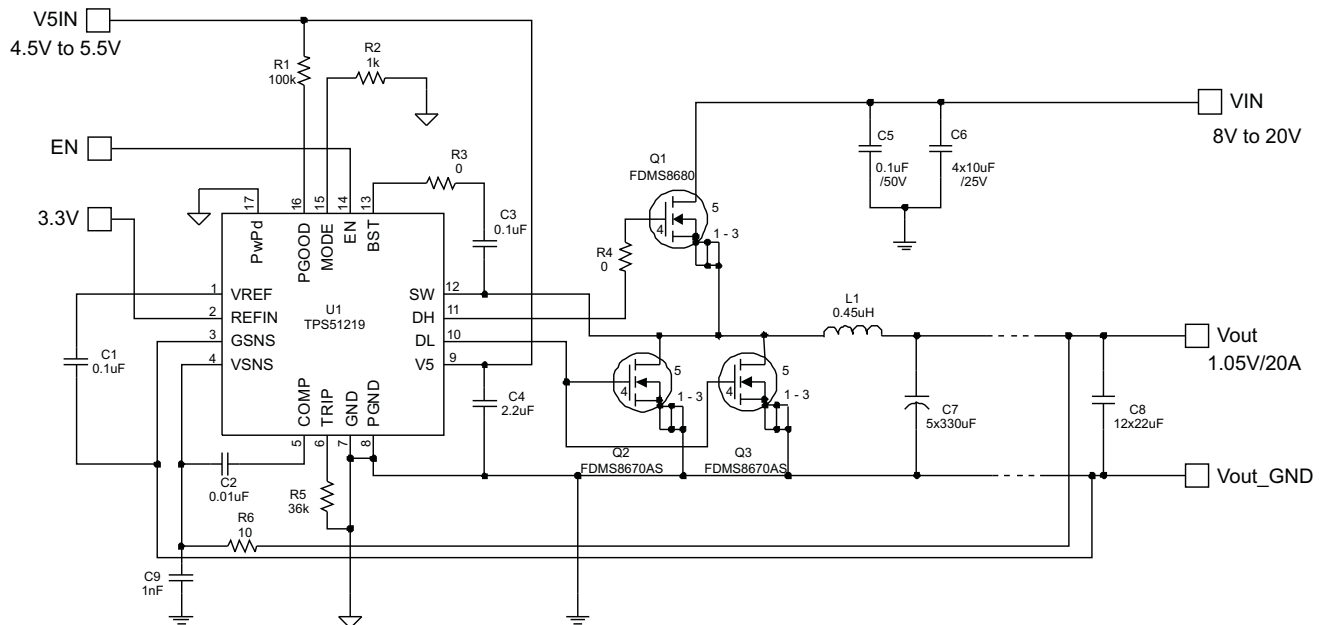 V5IN
4.5V to 5.5V
R1
100k
R2
1k
VIN
8V to 20V
C5
0.1uF
/50V
C6
4x10uF
/25V
EN
R3
0
Q1
FDMS8680
5
4
1 - 3
3.3V
17
16
15
14
13
PwPd
PGOOD
MODE
EN
BST
C3
0.1uF
R4
0
1
VREF
2
REFIN
3
GSNS
4
VSNS
U1
TPS51219
SW
12
DH
11
DL
10
V5
9
COMP
TRIP
GND
PGND
5
6
7
8
C1
0.1uF
L1
0.45uH
Vout
1.05V/20A
5
4
1 - 3
5
4
1 - 3
C4
2.2uF
C7
5x330uF
C8
12x22uF
Q2
FDMS8670AS
Q3
FDMS8670AS
C2
0.01uF
R5
36k
Vout_GND
R6
10
C9
1nF